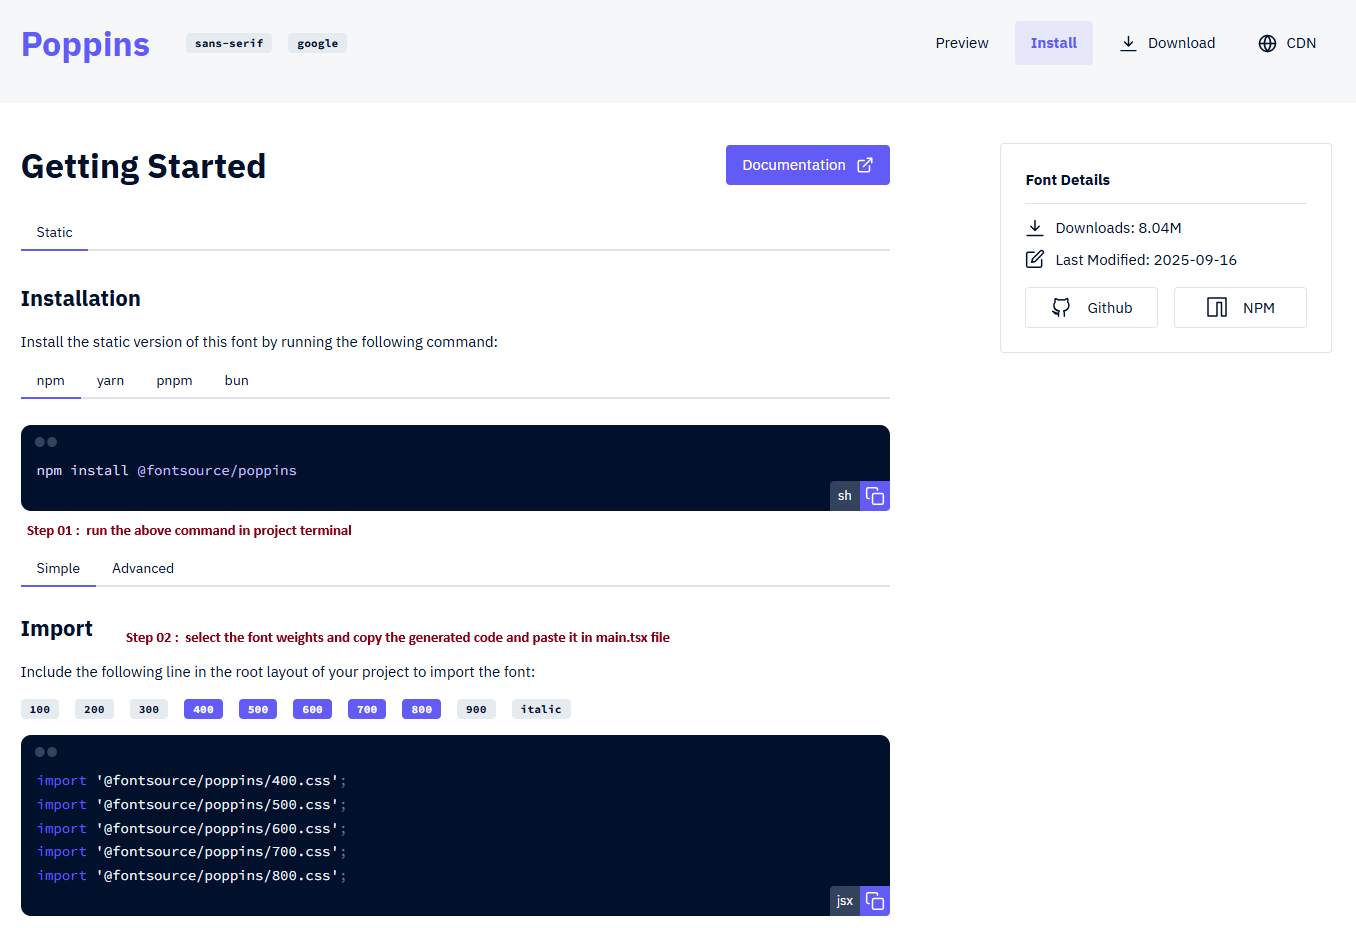 Poppins
sans-serif
google
Preview
Install
Download
CDN
Getting Started
Documentation
Static
Installation
Install the static version of this font by running the following command:
npm
yarn
pnpm
bun
npm install @fontsource/poppins
sh
Step 01 : run the above command in project terminal
Simple
Advanced
Import
Step 02 : select the font weights and copy the generated code and paste it in main.tsx file
Include the following line in the root layout of your project to import the font:
100
200
300
400
500
600
700
800
900
italic
import '@fontsource/poppins/400.css';
import '@fontsource/poppins/500.css';
import '@fontsource/poppins/600.css';
import '@fontsource/poppins/700.css';
import '@fontsource/poppins/800.css';
jsx
Font Details
Downloads: 8.04M
Last Modified: 2025-09-16
Github
NPM